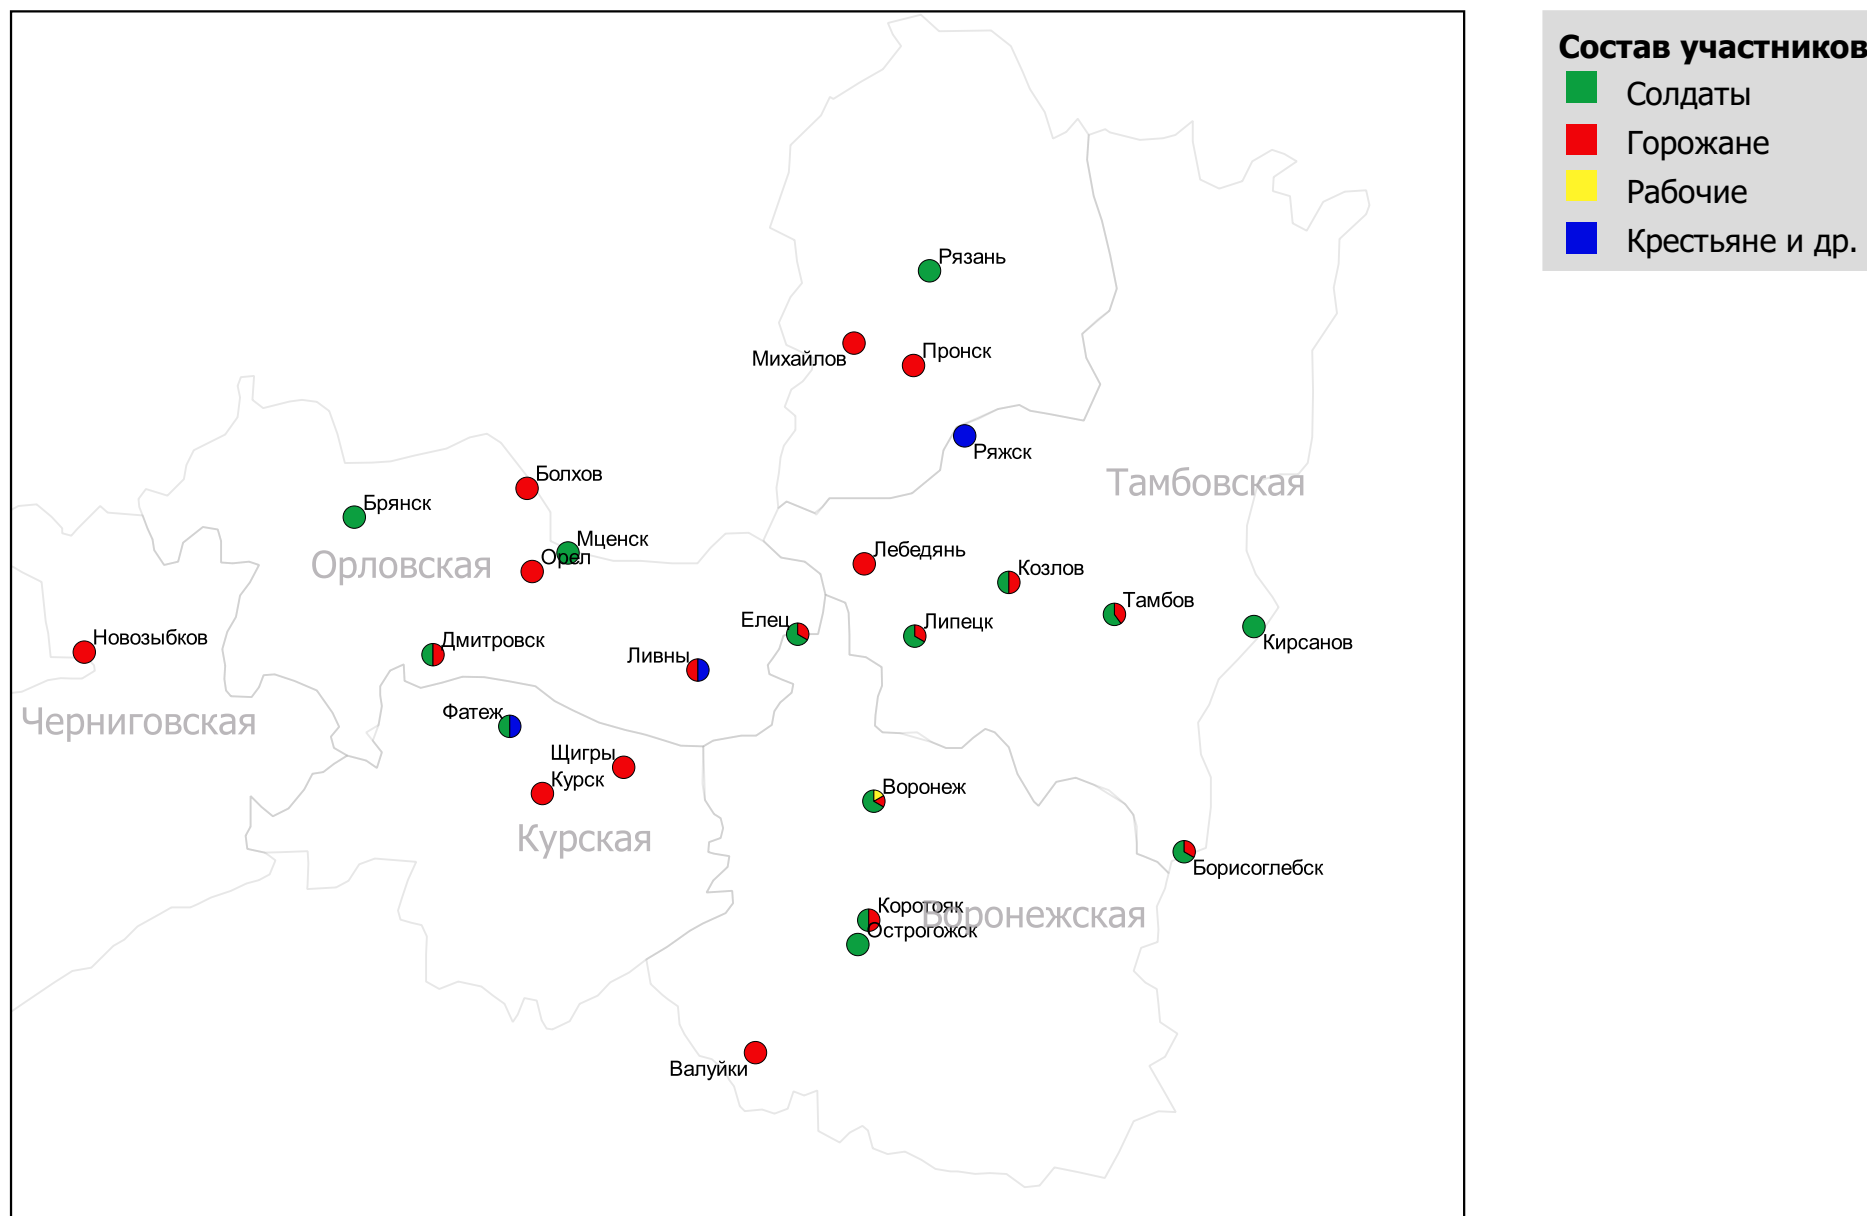 Состав участников
Солдаты
Горожане
Рабочие
Крестьяне и др.
Рязань
Михайлов
Пронск
Ряжск
Тамбовская
Болхов
Брянск
Мценск
Орел
Орловская
Лебедянь
Козлов
Тамбов
Елец
Липецк
Кирсанов
Новозыбков
Дмитровск
Ливны
Черниговская
Фатеж
Щигры
Курск
Курская
Воронеж
Борисоглебск
Коротояк
Воронежская
Острогожск
Валуйки